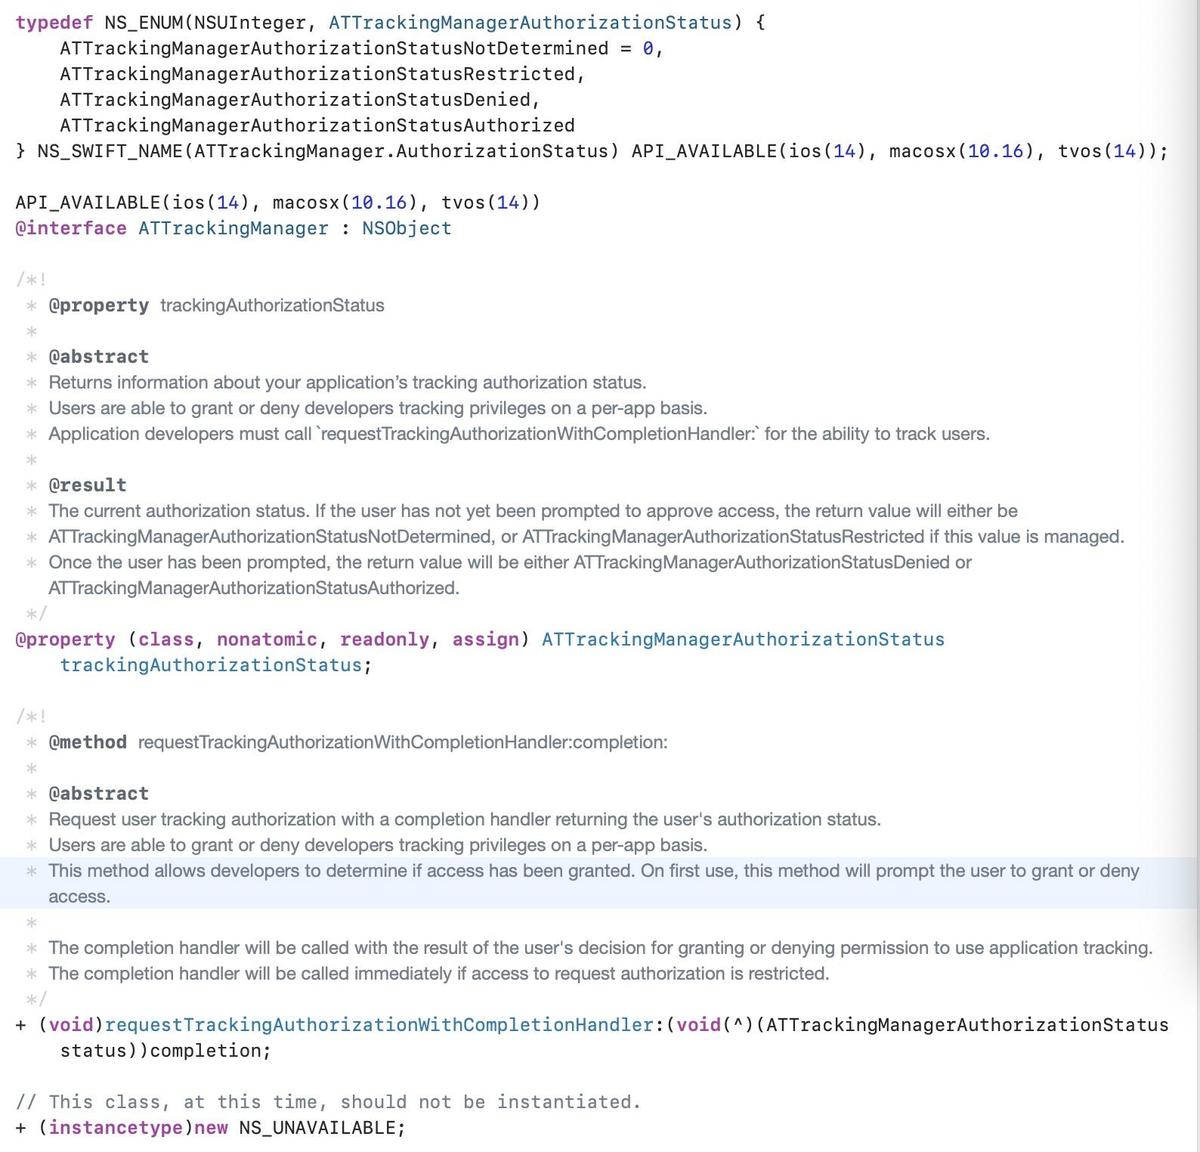 typedef NS_ENUM(NSUInteger, ATTrackingManagerAuthorizationStatus) {
    ATTrackingManagerAuthorizationStatusNotDetermined = 0,
    ATTrackingManagerAuthorizationStatusRestricted,
    ATTrackingManagerAuthorizationStatusDenied,
    ATTrackingManagerAuthorizationStatusAuthorized
} NS_SWIFT_NAME(ATTrackingManager.AuthorizationStatus) API_AVAILABLE(ios(14), macosx(10.16), tvos(14));

API_AVAILABLE(ios(14), macosx(10.16), tvos(14))
@interface ATTrackingManager : NSObject

/*!
 * @property trackingAuthorizationStatus
 *
 * @abstract
 * Returns information about your application’s tracking authorization status.
 * Users are able to grant or deny developers tracking privileges on a per-app basis.
 * Application developers must call `requestTrackingAuthorizationWithCompletionHandler:` for the ability to track users.
 *
 * @result
 * The current authorization status. If the user has not yet been prompted to approve access, the return value will either be
 * ATTrackingManagerAuthorizationStatusNotDetermined, or ATTrackingManagerAuthorizationStatusRestricted if this value is managed.
 * Once the user has been prompted, the return value will be either ATTrackingManagerAuthorizationStatusDenied or
   ATTrackingManagerAuthorizationStatusAuthorized.
 */
@property (class, nonatomic, readonly, assign) ATTrackingManagerAuthorizationStatus
    trackingAuthorizationStatus;

/*!
 * @method requestTrackingAuthorizationWithCompletionHandler:completion:
 *
 * @abstract
 * Request user tracking authorization with a completion handler returning the user's authorization status.
 * Users are able to grant or deny developers tracking privileges on a per-app basis.
 * This method allows developers to determine if access has been granted. On first use, this method will prompt the user to grant or deny
   access.
 *
 * The completion handler will be called with the result of the user's decision for granting or denying permission to use application tracking.
 * The completion handler will be called immediately if access to request authorization is restricted.
 */
+ (void)requestTrackingAuthorizationWithCompletionHandler:(void(^)(ATTrackingManagerAuthorizationStatus
    status))completion;

// This class, at this time, should not be instantiated.
+ (instancetype)new NS_UNAVAILABLE;